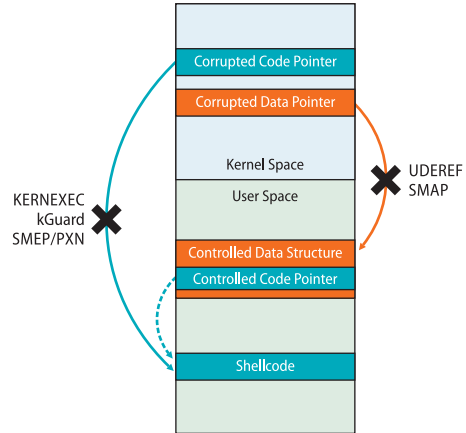 Corrupted Code Pointer
Corrupted Data Pointer
Kernel Space
User Space
KERNEXEC
kGuard
SMEP/PXN
UDEREF
SMAP
Controlled Data Structure
Controlled Code Pointer
Shellcode